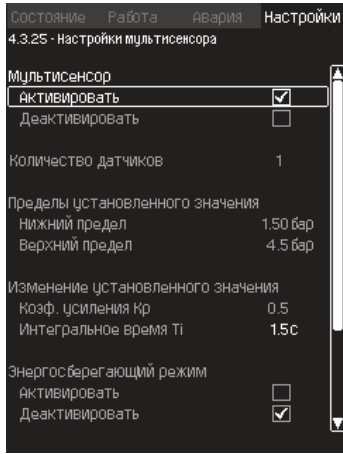 Состояние Работа Авария Настройки
4.3.25 - Настройки мультисенсора
Мультисенсор
Активировать
Деактивировать
Количество датчиков 1
Пределы установленного значения
Нижний предел 1.50 бар
Верхний предел 4.5 бар
Изменение установленного значения
Коэф. усиления Кр 0.5
Интегральное время Ti 1.5с
Энергосберегающий режим
Активировать
Деактивировать